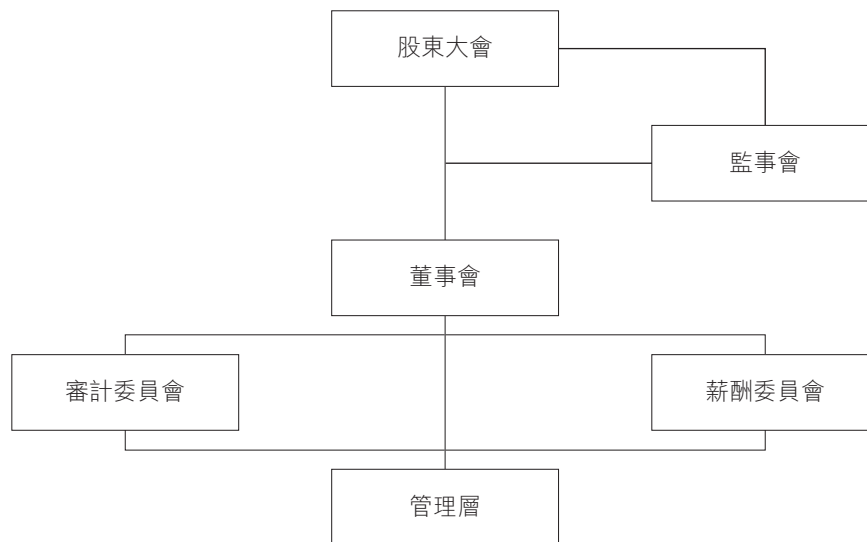 股東大會
監事會
董事會
審計委員會
薪酬委員會
管理層